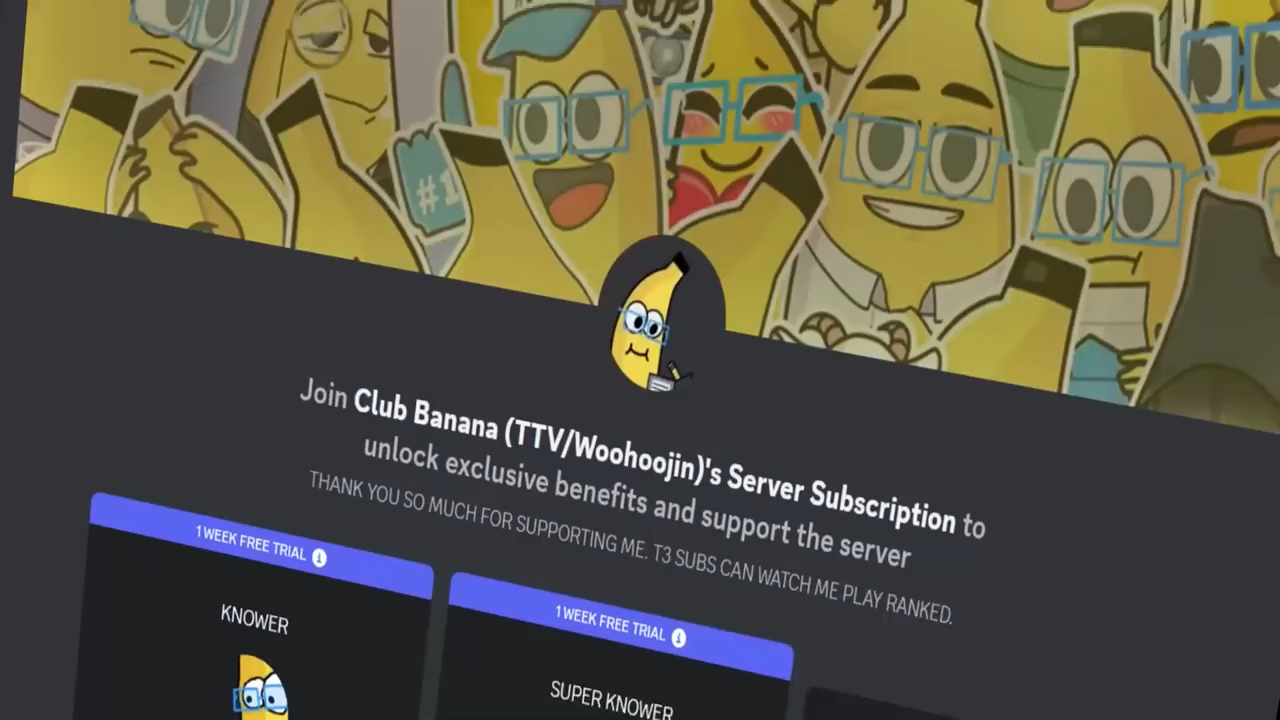 #1
Join Club Banana (TTV/Woohoojin)'s Server Subscription to
unlock exclusive benefits and support the server
THANK YOU SO MUCH FOR SUPPORTING ME. T3 SUBS CAN WATCH ME PLAY RANKED.
1 WEEK FREE TRIAL
KNOWER
1 WEEK FREE TRIAL
SUPER KNOWER